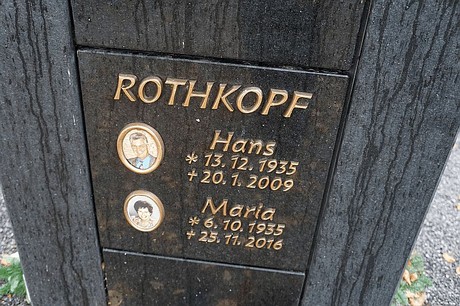 ROTHKOPF
Hans
* 13. 12. 1935
+ 20. 1. 2009
Maria
* 6. 10. 1935
+ 25. 11. 2016